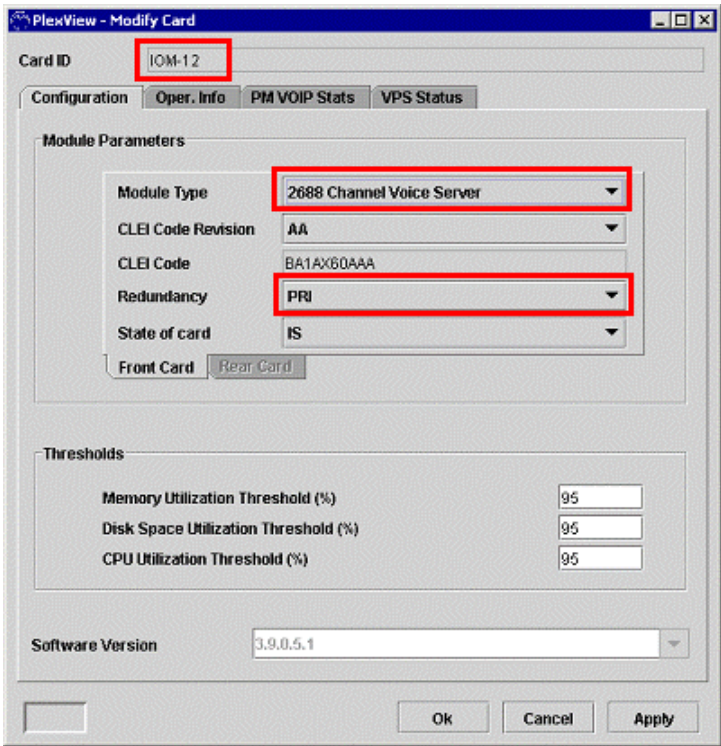 PlexView - Modify Card
Card ID IOM-12
Configuration Oper. Info PM VOIP Stats VPS Status
Module Parameters
Module Type 2688 Channel Voice Server
CLEI Code Revision AA
CLEI Code BA1AX60AAA
Redundancy PRI
State of card IS
Front Card Rear Card
Thresholds
Memory Utilization Threshold (%) 95
Disk Space Utilization Threshold (%) 95
CPU Utilization Threshold (%) 95
Software Version 3.9.0.5.1
Ok Cancel Apply